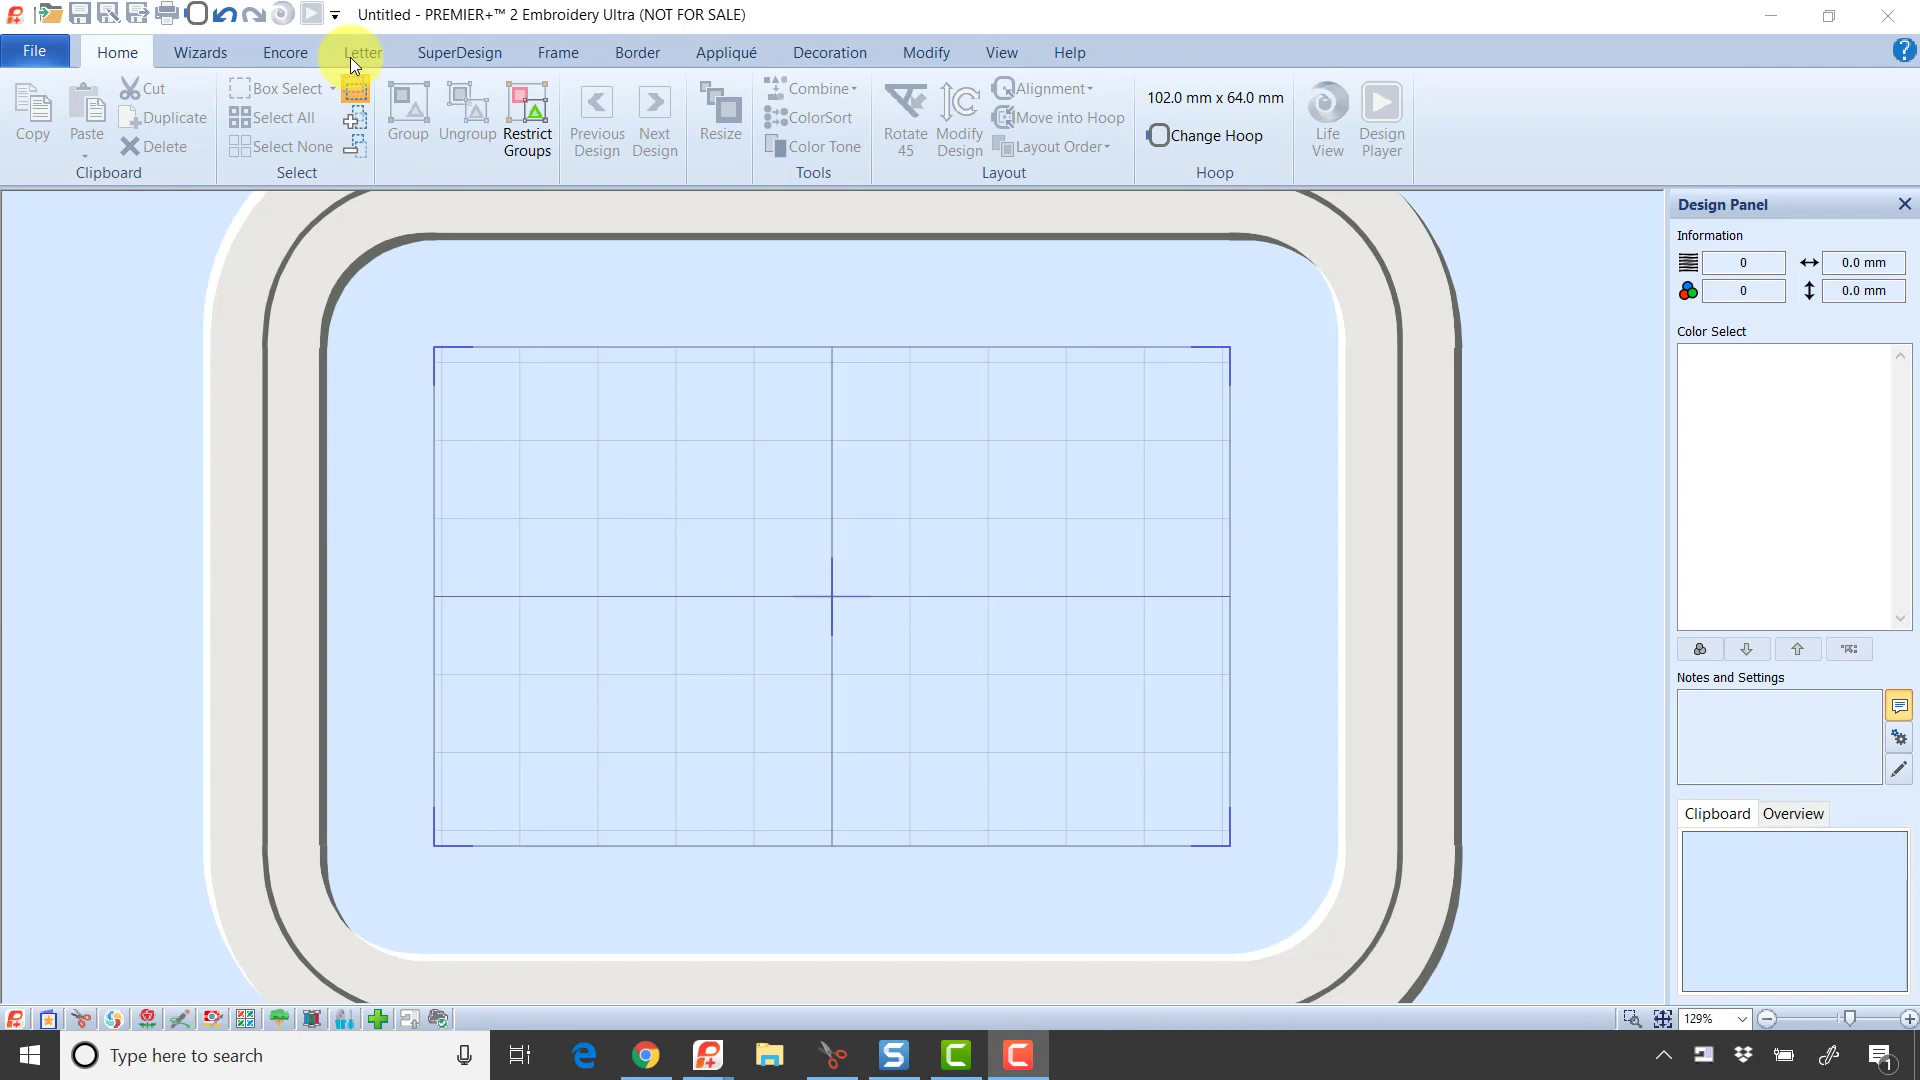 Untitled - PREMIER+™ 2 Embroidery Ultra (NOT FOR SALE)
File Home Wizards Encore Letter SuperDesign Frame Border Appliqué Decoration Modify View Help
Copy
Paste
Cut
Duplicate
Delete
Clipboard
Box Select
Select All
Select None
Select
Group
Ungroup
Restrict
Groups
Previous
Design
Next
Design
Resize
Combine
ColorSort
Color Tone
Tools
Rotate
45
Modify
Design
Alignment
Move into Hoop
Layout Order
Layout
102.0 mm x 64.0 mm
Change Hoop
Hoop
Life
View
Design
Player
Design Panel
Information
0
0.0 mm
0
0.0 mm
Color Select
Notes and Settings
Clipboard Overview
129%
Type here to search
1